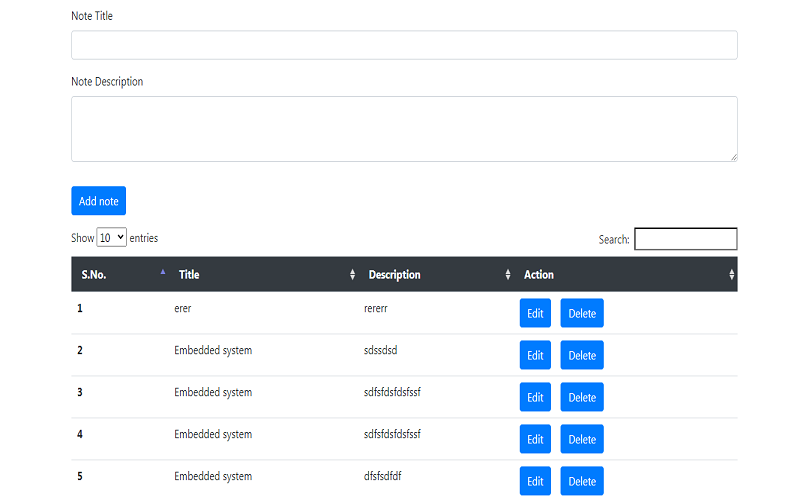 Note Title
Note Description
Add note
Show 10 entries Search:
S.No. Title Description Action
1 erer rererr Edit Delete
2 Embedded system sdssdsd Edit Delete
3 Embedded system sdfsfdsfdsfssf Edit Delete
4 Embedded system sdfsfdsfdsfssf Edit Delete
5 Embedded system dfsfsdfdf Edit Delete